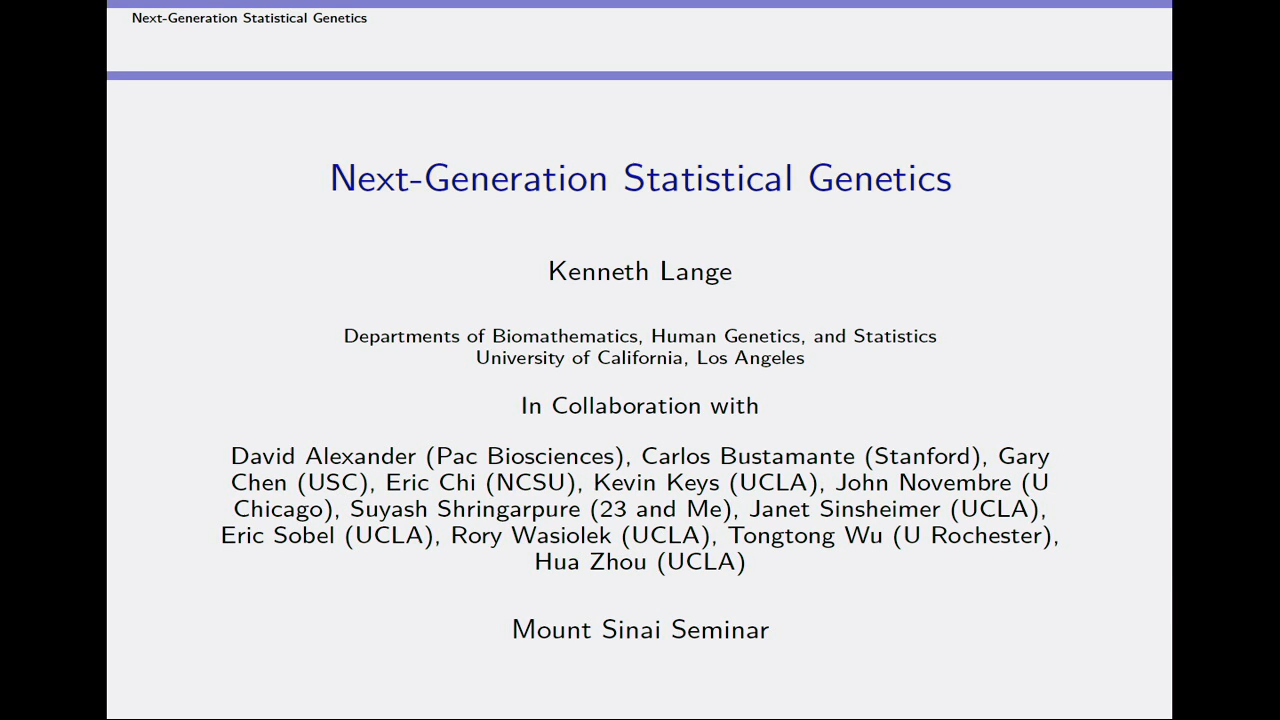 Next-Generation Statistical Genetics
Next-Generation Statistical Genetics
Kenneth Lange
Departments of Biomathematics, Human Genetics, and Statistics
University of California, Los Angeles
In Collaboration with
David Alexander (Pac Biosciences), Carlos Bustamante (Stanford), Gary
Chen (USC), Eric Chi (NCSU), Kevin Keys (UCLA), John Novembre (U
Chicago), Suyash Shringarpure (23 and Me), Janet Sinsheimer (UCLA),
Eric Sobel (UCLA), Rory Wasiolek (UCLA), Tongtong Wu (U Rochester),
Hua Zhou (UCLA)
Mount Sinai Seminar